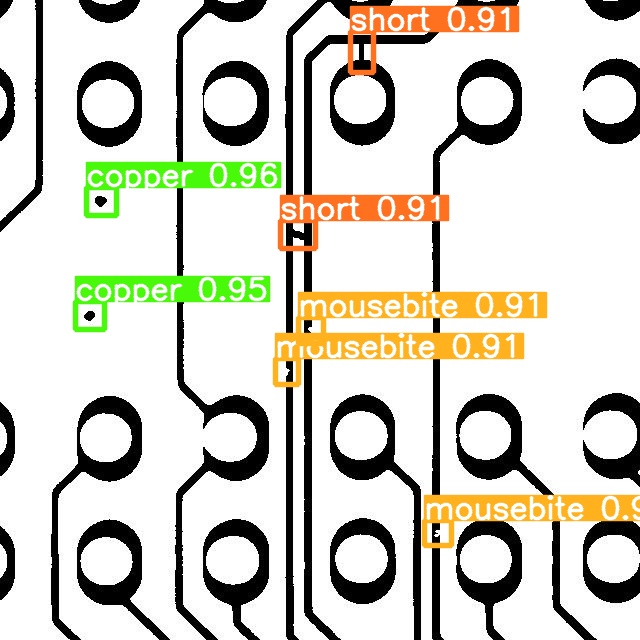 short 0.91
copper 0.96
short 0.91
copper 0.95
mousebite 0.91
mousebite 0.91
mousebite 0.9